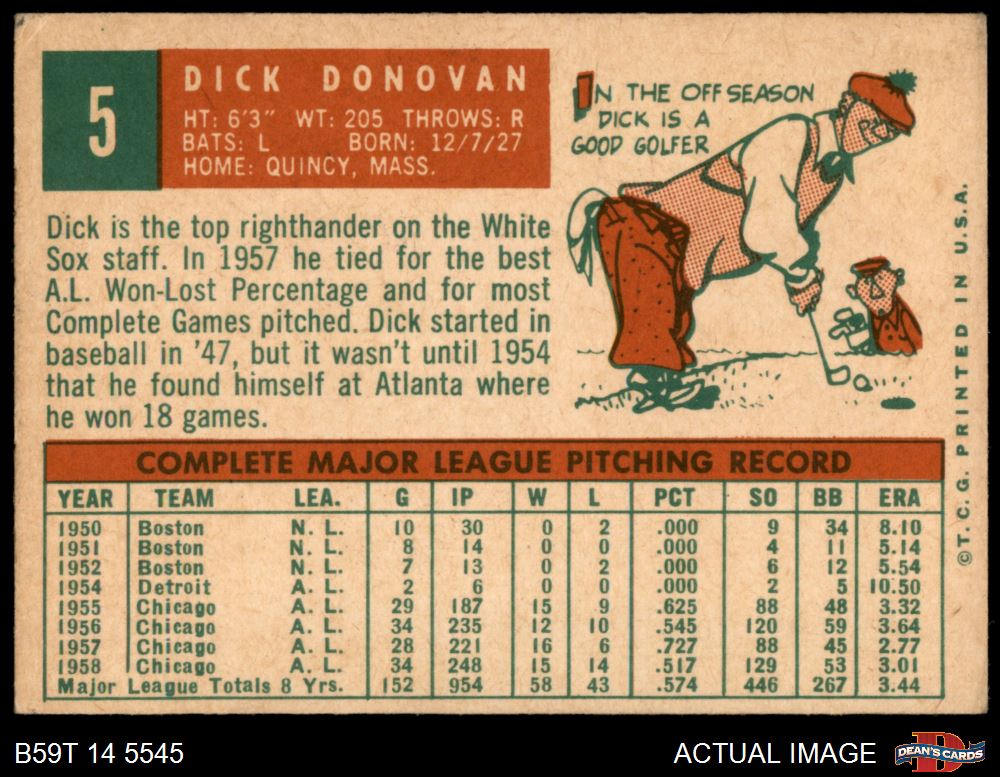 5
DICK DONOVAN
HT: 6'3" WT: 205 THROWS: R
BATS: L BORN: 12/7/27
HOME: QUINCY, MASS.
IN THE OFF SEASON
DICK IS A
GOOD GOLFER
Dick is the top righthander on the White
Sox staff. In 1957 he tied for the best
A.L. Won-Lost Percentage and for most
Complete Games pitched. Dick started in
baseball in '47, but it wasn't until 1954
that he found himself at Atlanta where
he won 18 games.
COMPLETE MAJOR LEAGUE PITCHING RECORD
YEAR TEAM LEA. G IP W L PCT SO BB ERA
1950 Boston N. L. 10 30 0 2 .000 9 34 8.10
1951 Boston N. L. 8 14 0 0 .000 4 11 5.14
1952 Boston N. L. 7 13 0 2 .000 6 12 5.54
1954 Detroit A. L. 2 6 0 0 .000 2 5 10.50
1955 Chicago A. L. 29 187 15 9 .625 88 48 3.32
1956 Chicago A. L. 34 235 12 10 .545 120 59 3.64
1957 Chicago A. L. 28 221 16 6 .727 88 45 2.77
1958 Chicago A. L. 34 248 15 14 .517 129 53 3.01
Major League Totals 8 Yrs. 152 954 58 43 .574 446 267 3.44
©T.C.G. PRINTED IN U.S.A.
B59T 14 5545
ACTUAL IMAGE
D
DEAN'S CARDS